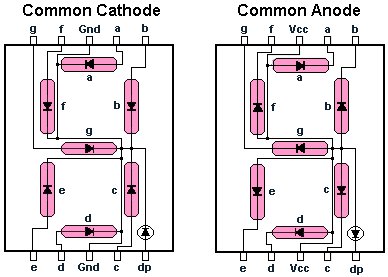 Common Cathode
g f Gnd a b
a
f b
g
e c
d
e d Gnd c dp
Common Anode
g f Vcc a b
a
f b
g
e c
d
e d Vcc c dp